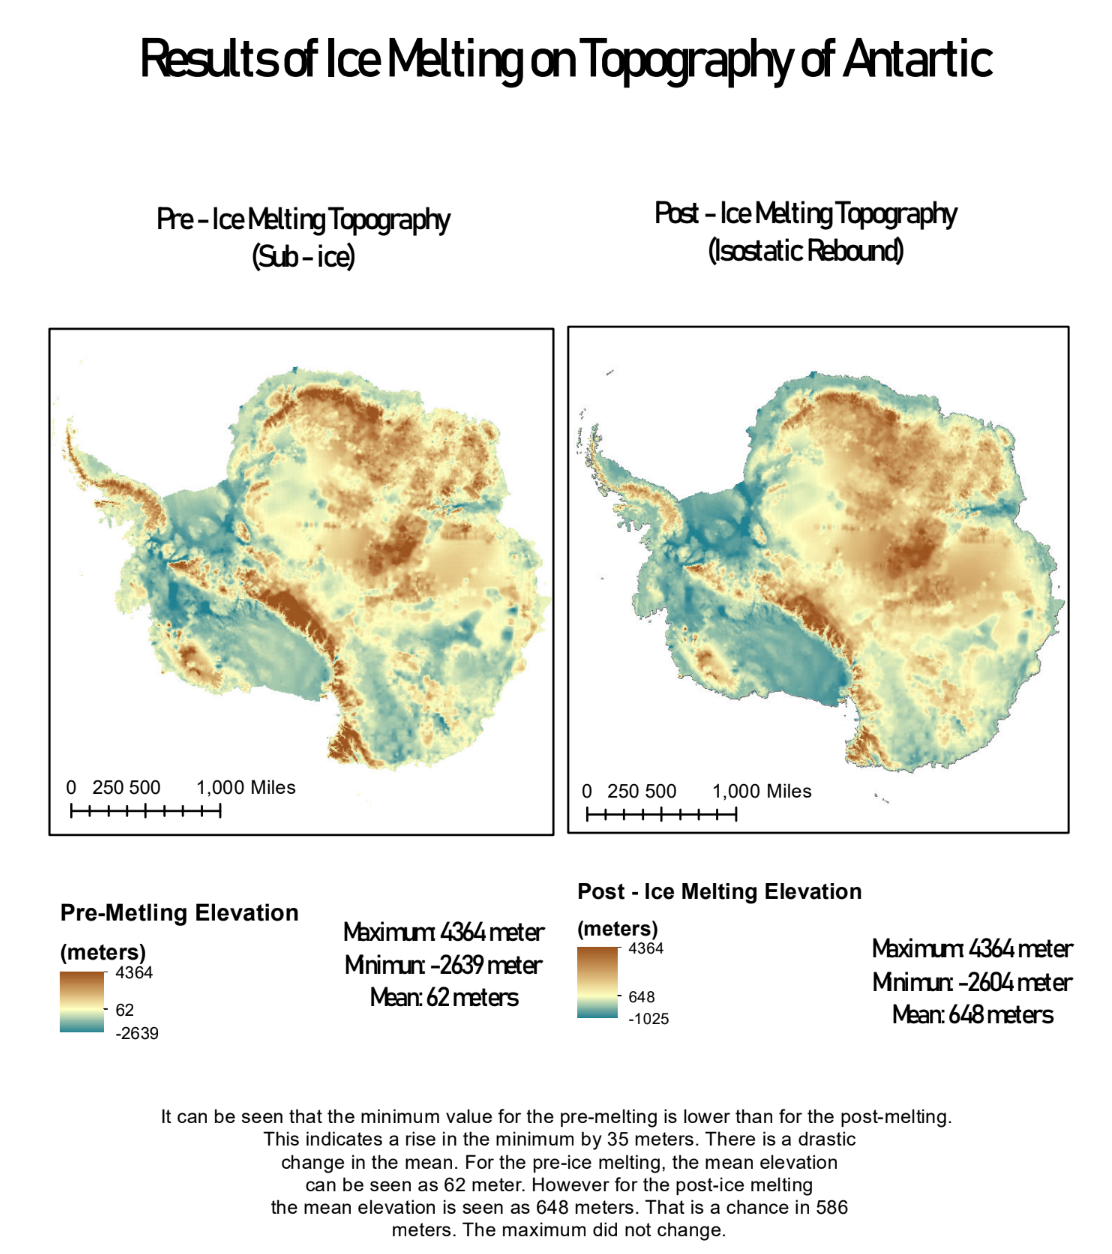 Results of Ice Melting on Topography of Antartic
Pre - Ice Melting Topography
(Sub - ice)
Post - Ice Melting Topography
(Isostatic Rebound)
0 250 500 1,000 Miles
0 250 500 1,000 Miles
Pre-Metling Elevation
(meters)
4364
62
-2639
Maximum: 4364 meter
Minimun: -2639 meter
Mean: 62 meters
Post - Ice Melting Elevation
(meters)
4364
648
-1025
Maximum: 4364 meter
Minimun: -2604 meter
Mean: 648 meters
It can be seen that the minimum value for the pre-melting is lower than for the post-melting.
This indicates a rise in the minimum by 35 meters. There is a drastic
change in the mean. For the pre-ice melting, the mean elevation
can be seen as 62 meter. However for the post-ice melting
the mean elevation is seen as 648 meters. That is a chance in 586
meters. The maximum did not change.